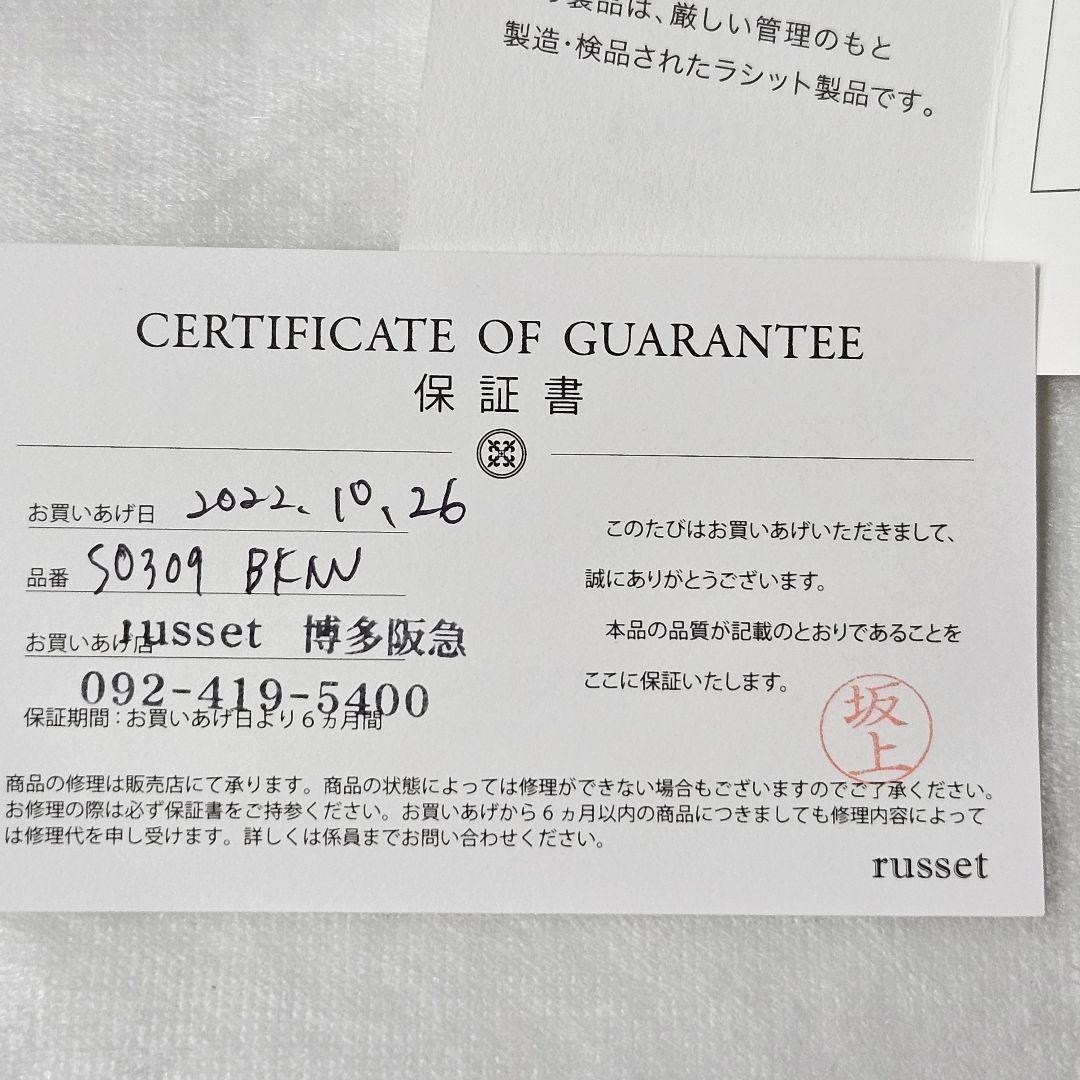 製品は、厳しい管理のもと
製造・検品されたラシット製品です。
CERTIFICATE OF GUARANTEE
保証書
お買いあげ日 2022.10.26
品番 S0309 BKNV
お買いあげ店 russet 博多阪急
092-419-5400
保証期間：お買いあげ日より6ヵ月間
このたびはお買いあげいただきまして、
誠にありがとうございます。
本品の品質が記載のとおりであることを
ここに保証いたします。
坂上
商品の修理は販売店にて承ります。商品の状態によっては修理ができない場合もございますのでご了承ください。
お修理の際は必ず保証書をご持参ください。お買いあげから6ヵ月以内の商品につきましても修理内容によって
は修理代を申し受けます。詳しくは係員までお問い合わせください。
russet